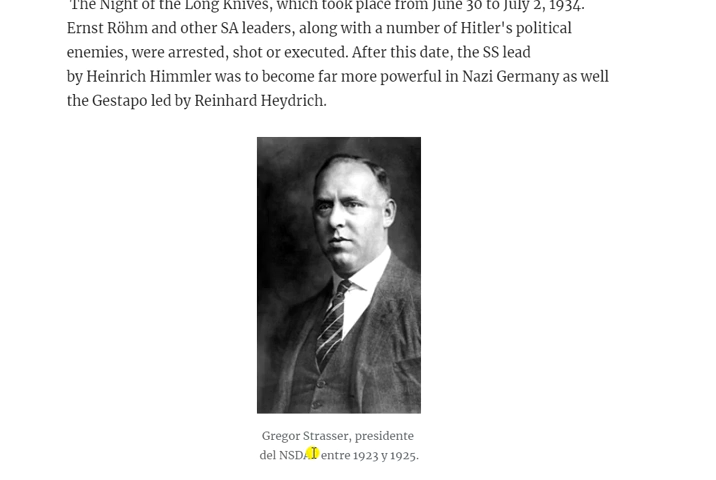 The Night of the Long Knives, which took place from June 30 to July 2, 1934.
Ernst Röhm and other SA leaders, along with a number of Hitler's political
enemies, were arrested, shot or executed. After this date, the SS lead
by Heinrich Himmler was to become far more powerful in Nazi Germany as well
the Gestapo led by Reinhard Heydrich.
Gregor Strasser, presidente
del entre 1923 y 1925.